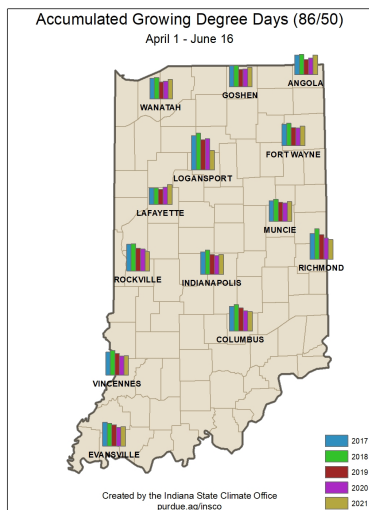 Accumulated Growing Degree Days (86/50)
April 1 - June 16
ANGOLA
GOSHEN
WANATAH
FORT WAYNE
LOGANSPORT
LAFAYETTE
MUNCIE
RICHMOND
ROCKVILLE
INDIANAPOLIS
COLUMBUS
VINCENNES
EVANSVILLE
2017
2018
2019
2020
2021
Created by the Indiana State Climate Office
purdue.ag/insco